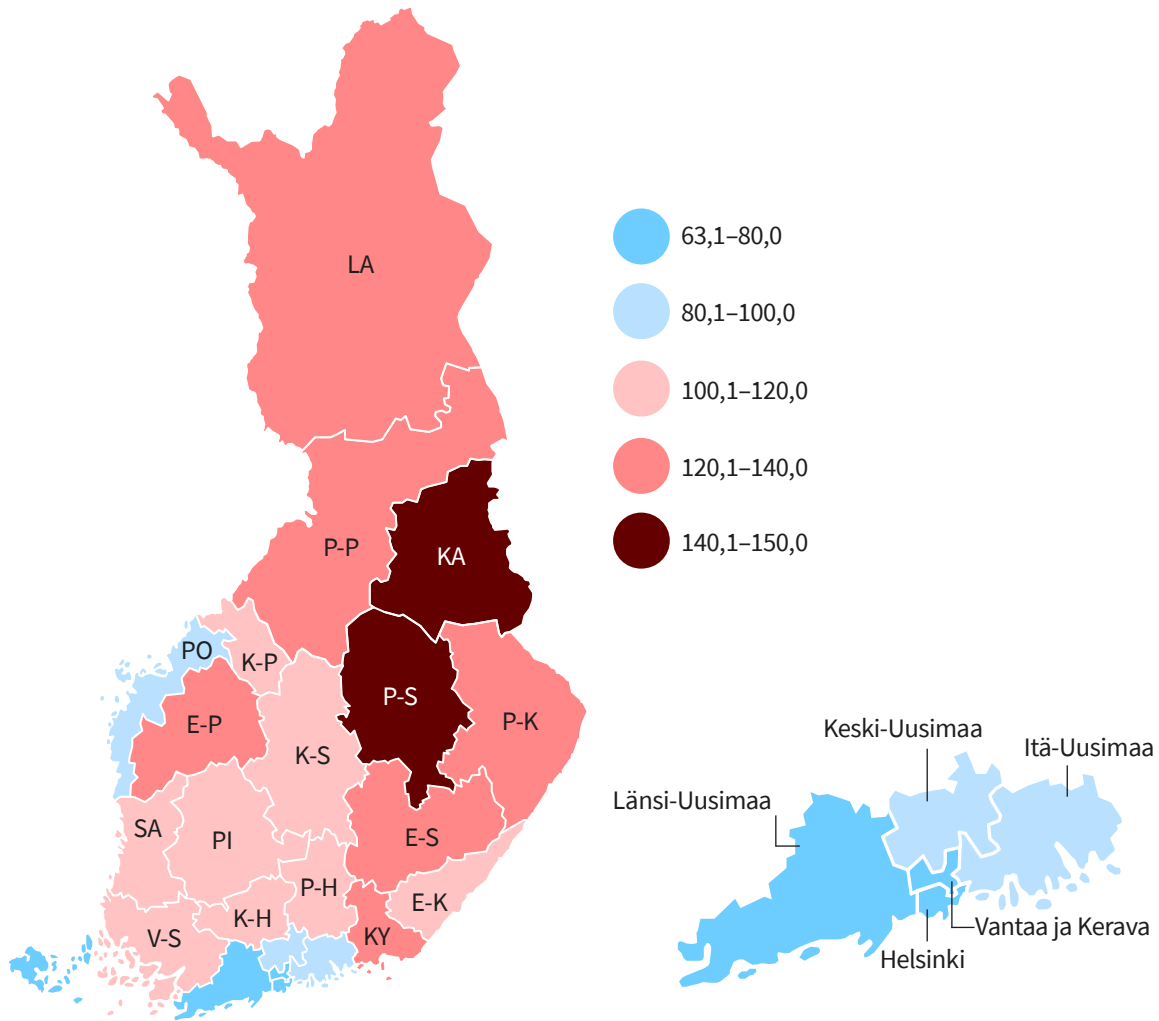 LA
P-P
KA
PO
K-P
E-P
P-S
P-K
K-S
SA
PI
E-S
P-H
E-K
K-H
V-S
KY
63,1–80,0
80,1–100,0
100,1–120,0
120,1–140,0
140,1–150,0
Keski-Uusimaa
Itä-Uusimaa
Länsi-Uusimaa
Vantaa ja Kerava
Helsinki